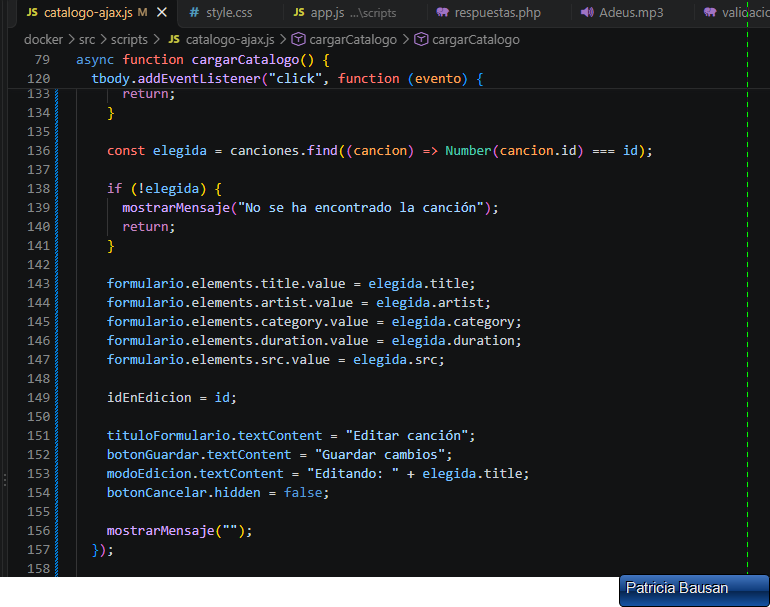 JS catalogo-ajax.js M × # style.css JS app.js ...\scripts respuestas.php Adeus.mp3
docker > src > scripts > JS catalogo-ajax.js > cargarCatalogo > cargarCatalogo
79 async function cargarCatalogo() {
120 tbody.addEventListener("click", function (evento) {
133 return;
134 }
135
136 const elegida = canciones.find((cancion) => Number(cancion.id) === id);
137
138 if (!elegida) {
139 mostrarMensaje("No se ha encontrado la canción");
140 return;
141 }
142
143 formulario.elements.title.value = elegida.title;
144 formulario.elements.artist.value = elegida.artist;
145 formulario.elements.category.value = elegida.category;
146 formulario.elements.duration.value = elegida.duration;
147 formulario.elements.src.value = elegida.src;
148
149 idEnEdicion = id;
150
151 tituloFormulario.textContent = "Editar canción";
152 botonGuardar.textContent = "Guardar cambios";
153 modoEdicion.textContent = "Editando: " + elegida.title;
154 botonCancelar.hidden = false;
155
156 mostrarMensaje("");
157 });
158
Patricia Bausan